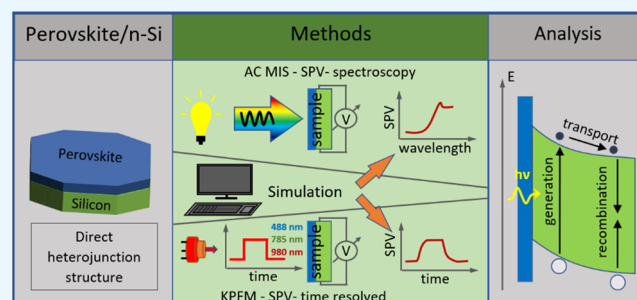 Perovskite/n-Si
Methods
Analysis
Perovskite
Silicon
Direct
heterojunction
structure
AC MIS - SPV- spectroscopy
sample
V
SPV
wavelength
Simulation
488 nm
785 nm
980 nm
time
sample
V
SPV
time
KPFM - SPV- time resolved
E
transport
hν
generation
recombination